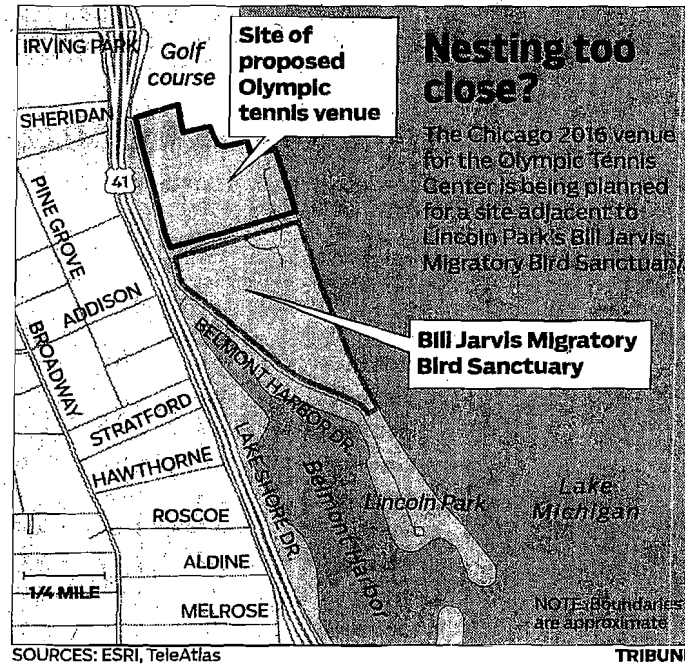 IRVING PARK
Golf
course
Site of
proposed
Olympic
tennis venue
Nesting too
close?
The Chicago 2016 venue
for the Olympic Tennis
Center is being planned
for a site adjacent to
Lincoln Park's Bill Jarvis
Migratory Bird Sanctuary.
SHERIDAN
41
PINE GROVE
ADDISON
BROADWAY
Bill Jarvis Migratory
Bird Sanctuary
BELMONT HARBOR DR.
STRATFORD
HAWTHORNE
LAKE SHORE DR.
Belmont Harbor
Lincoln Park
Lake
Michigan
ROSCOE
ALDINE
1/4 MILE
MELROSE
NOTE: Boundaries
are approximate
SOURCES: ESRI, TeleAtlas
TRIBUNE